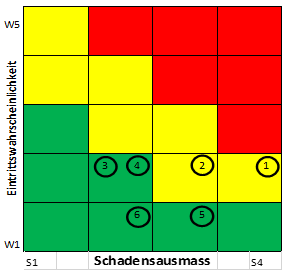 W5
Eintrittswahrscheinlichkeit
3 4 2 1
6 5
W1
S1 Schadensausmass S4